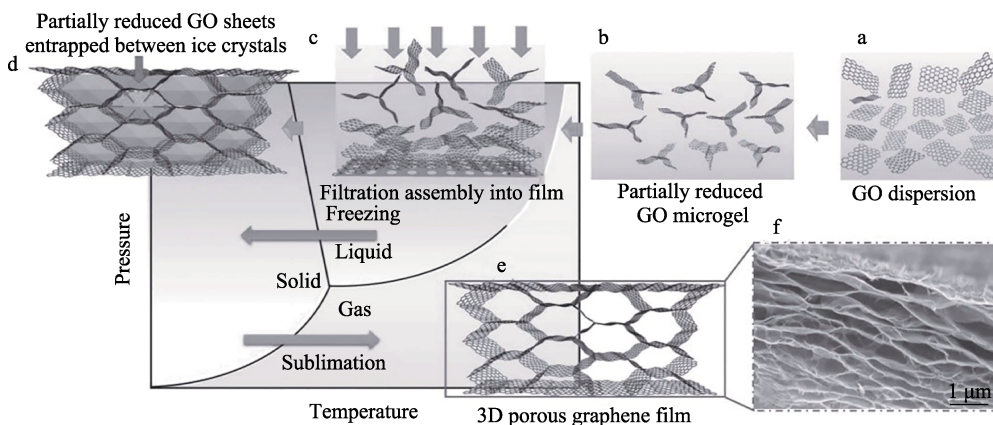 Partially reduced GO sheets
entrapped between ice crystals
d
c
b
a
Filtration assembly into film
Freezing
Partially reduced
GO microgel
GO dispersion
f
Liquid
Pressure
Solid
e
Gas
Sublimation
1 μm
Temperature
3D porous graphene film